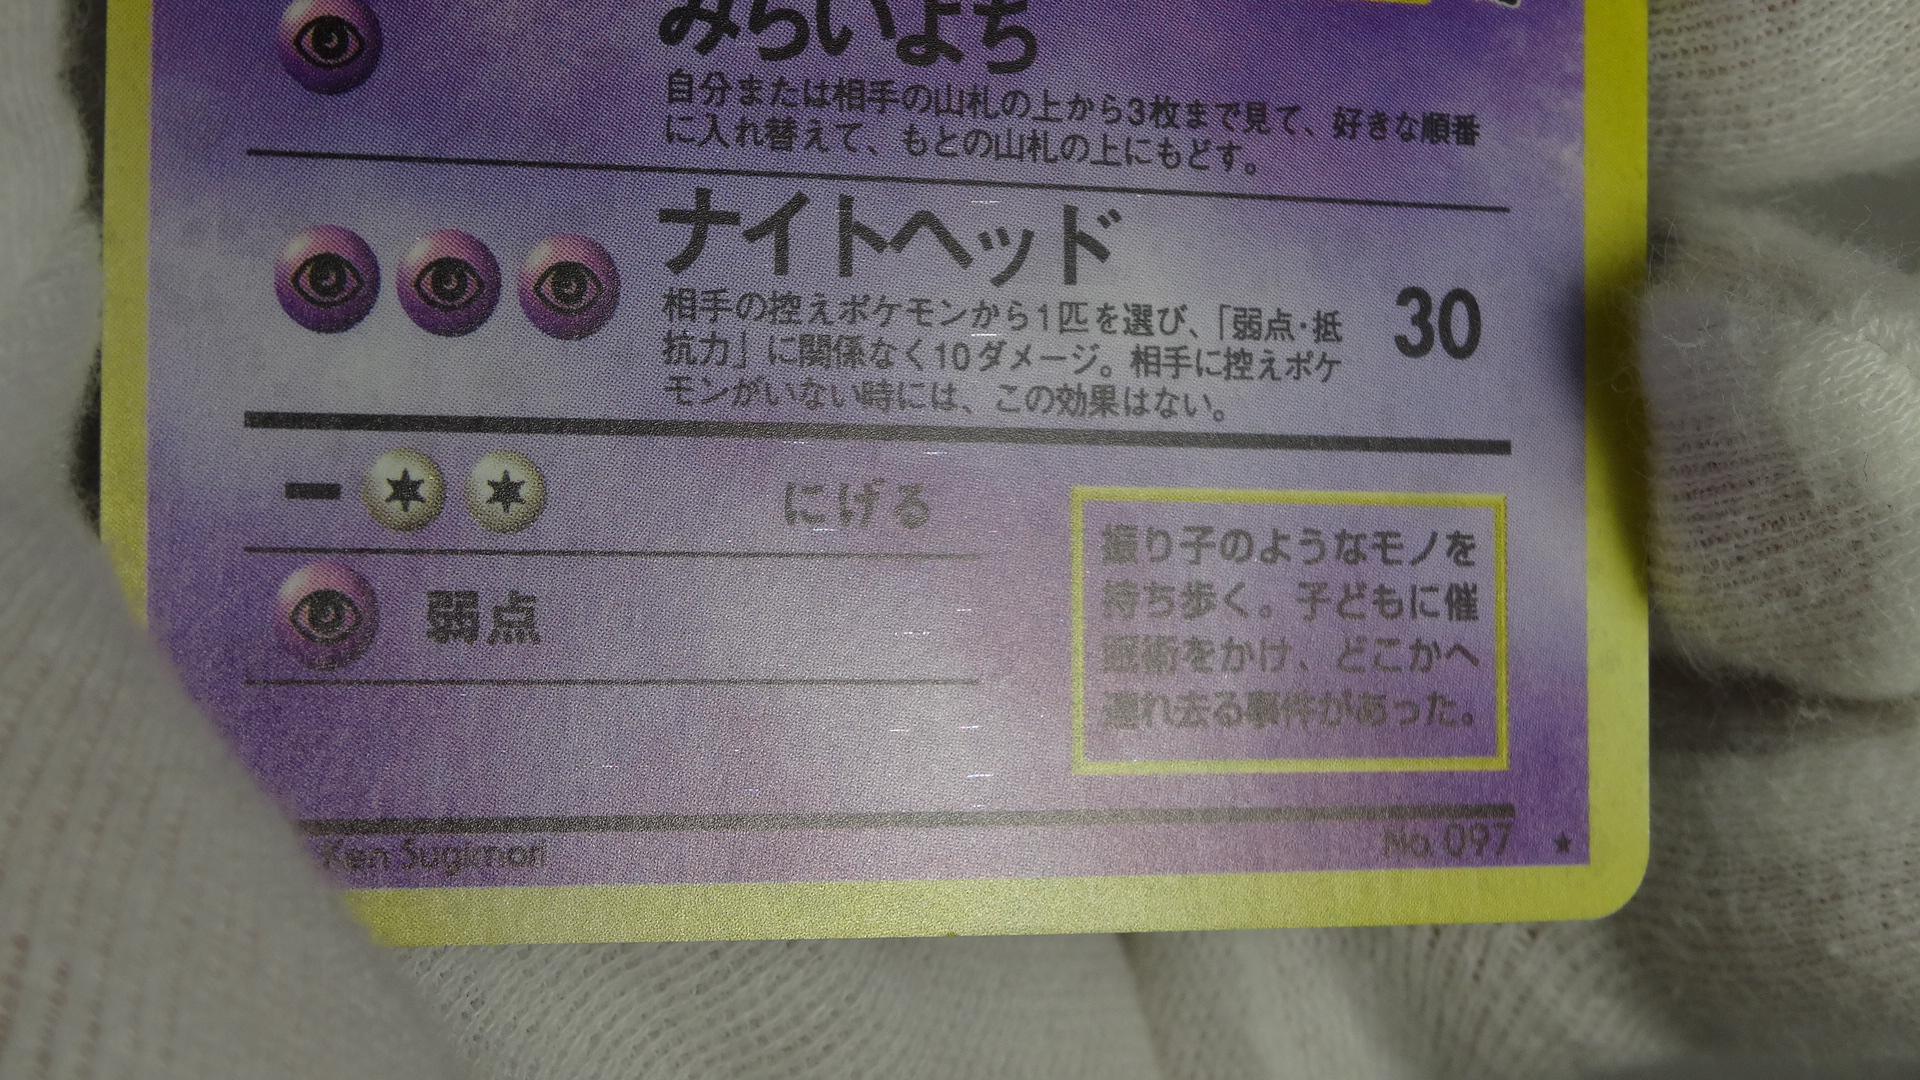 みらいよち
自分または相手の山札の上から3枚まで見て、好きな順番
に入れ替えて、もとの山札の上にもどす。
ナイトヘッド
30
相手の控えポケモンから1匹を選び、「弱点・抵
抗力」に関係なく10ダメージ。相手に控えポケ
モンがいない時には、この効果はない。
にげる
弱点
振り子のようなモノを
持ち歩く。子どもに催
眠術をかけ、どこかへ
連れ去る事件があった。
Ken Sugimori
No. 097 ★